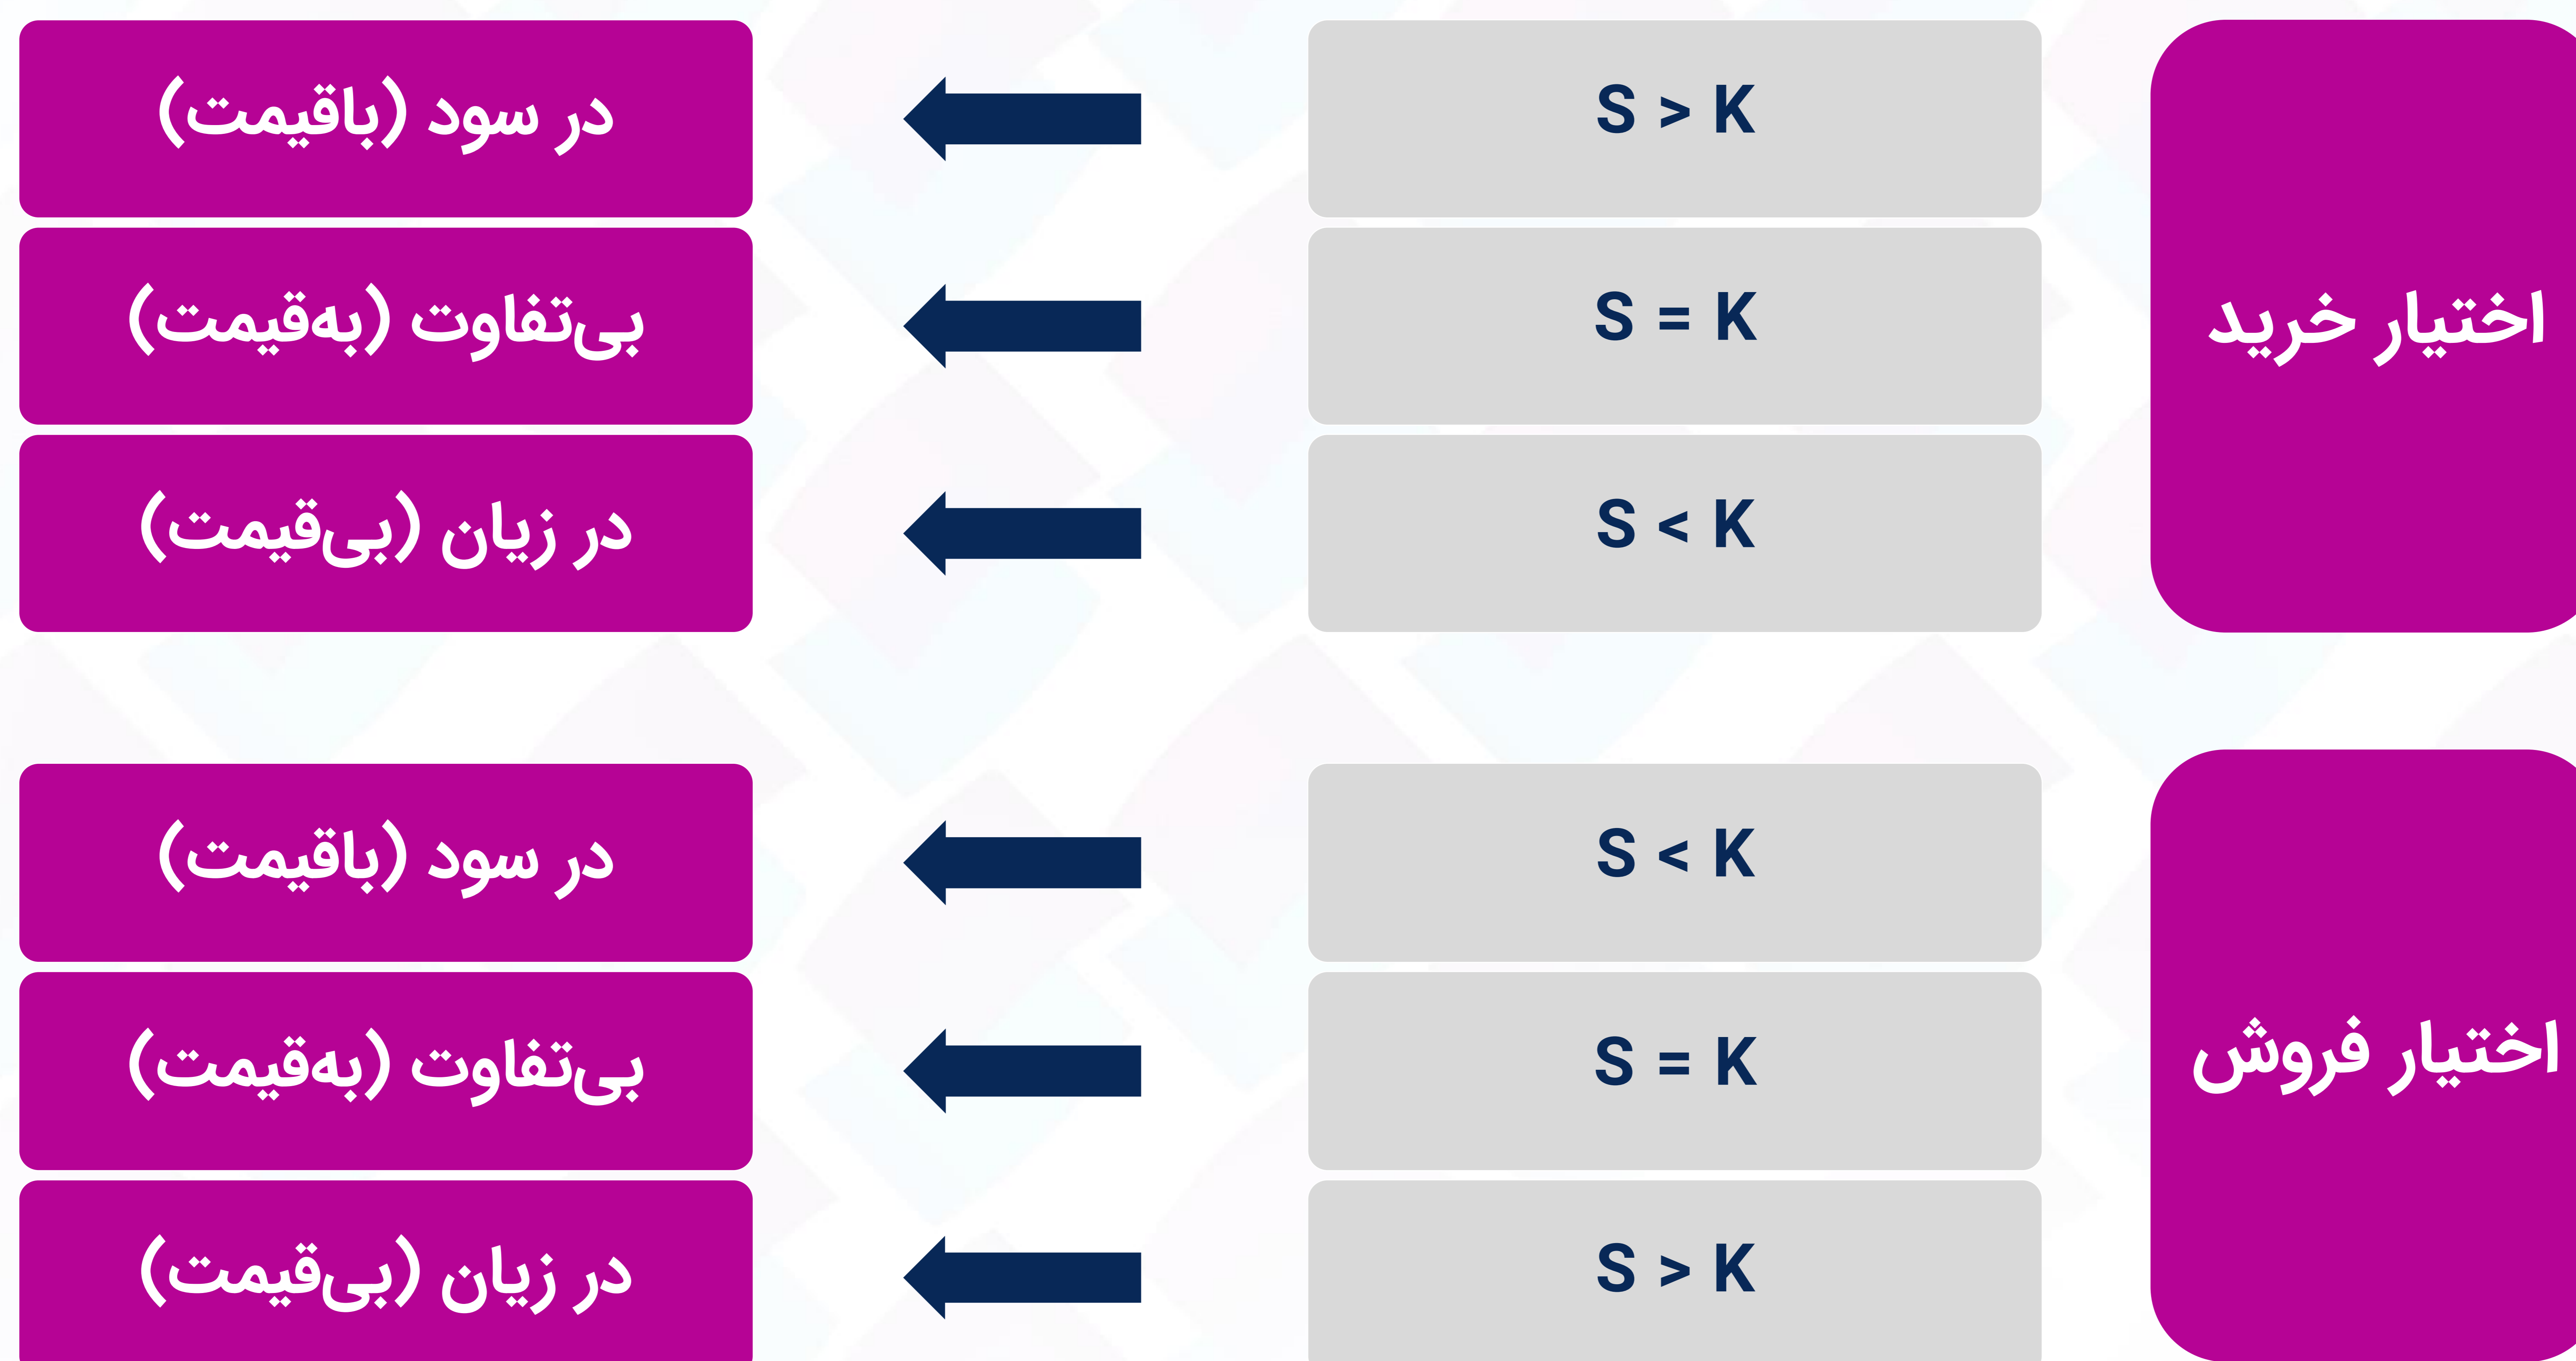 اختیار خرید
S > K
در سود (باقیمت)
S = K
بی‌تفاوت (به‌قیمت)
S < K
در زیان (بی‌قیمت)
اختیار فروش
S < K
در سود (باقیمت)
S = K
بی‌تفاوت (به‌قیمت)
S > K
در زیان (بی‌قیمت)